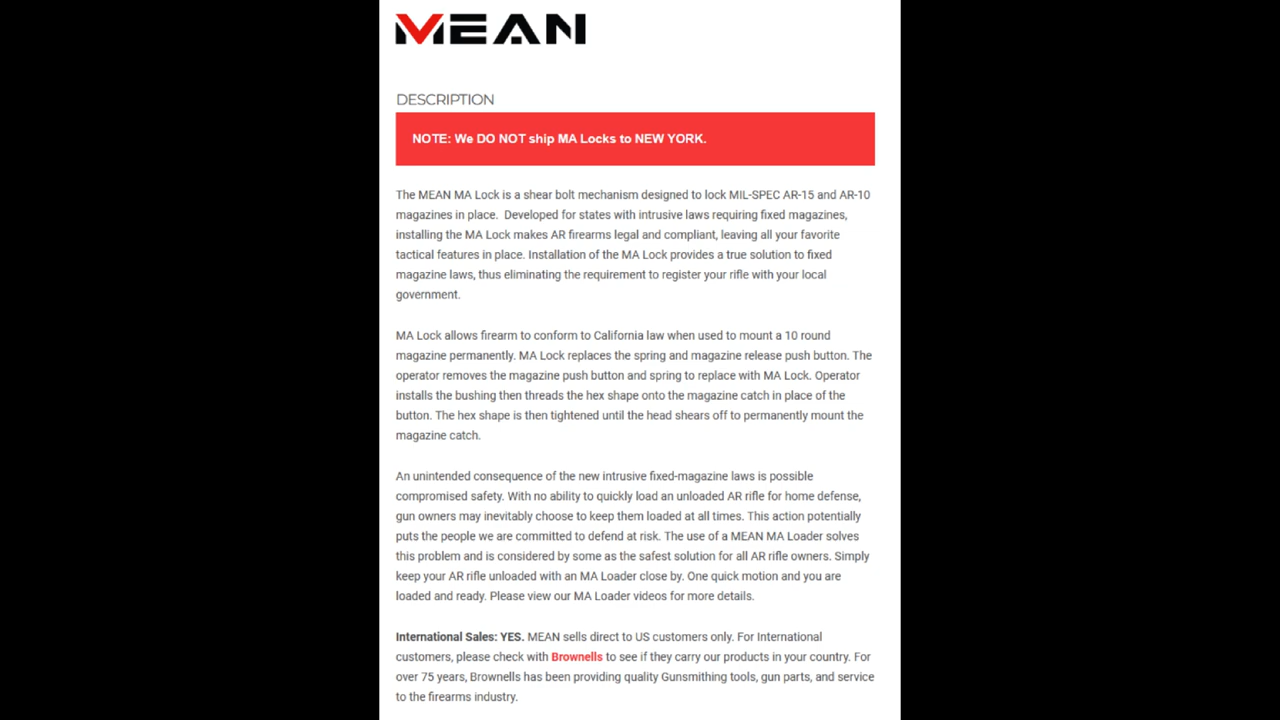 MEAN
DESCRIPTION
NOTE: We DO NOT ship MA Locks to NEW YORK.
The MEAN MA Lock is a shear bolt mechanism designed to lock MIL-SPEC AR-15 and AR-10
magazines in place.  Developed for states with intrusive laws requiring fixed magazines,
installing the MA Lock makes AR firearms legal and compliant, leaving all your favorite
tactical features in place. Installation of the MA Lock provides a true solution to fixed
magazine laws, thus eliminating the requirement to register your rifle with your local
government.
MA Lock allows firearm to conform to California law when used to mount a 10 round
magazine permanently. MA Lock replaces the spring and magazine release push button. The
operator removes the magazine push button and spring to replace with MA Lock. Operator
installs the bushing then threads the hex shape onto the magazine catch in place of the
button. The hex shape is then tightened until the head shears off to permanently mount the
magazine catch.
An unintended consequence of the new intrusive fixed-magazine laws is possible
compromised safety. With no ability to quickly load an unloaded AR rifle for home defense,
gun owners may inevitably choose to keep them loaded at all times. This action potentially
puts the people we are committed to defend at risk. The use of a MEAN MA Loader solves
this problem and is considered by some as the safest solution for all AR rifle owners. Simply
keep your AR rifle unloaded with an MA Loader close by. One quick motion and you are
loaded and ready. Please view our MA Loader videos for more details.
International Sales: YES. MEAN sells direct to US customers only. For International
customers, please check with Brownells to see if they carry our products in your country. For
over 75 years, Brownells has been providing quality Gunsmithing tools, gun parts, and service
to the firearms industry.